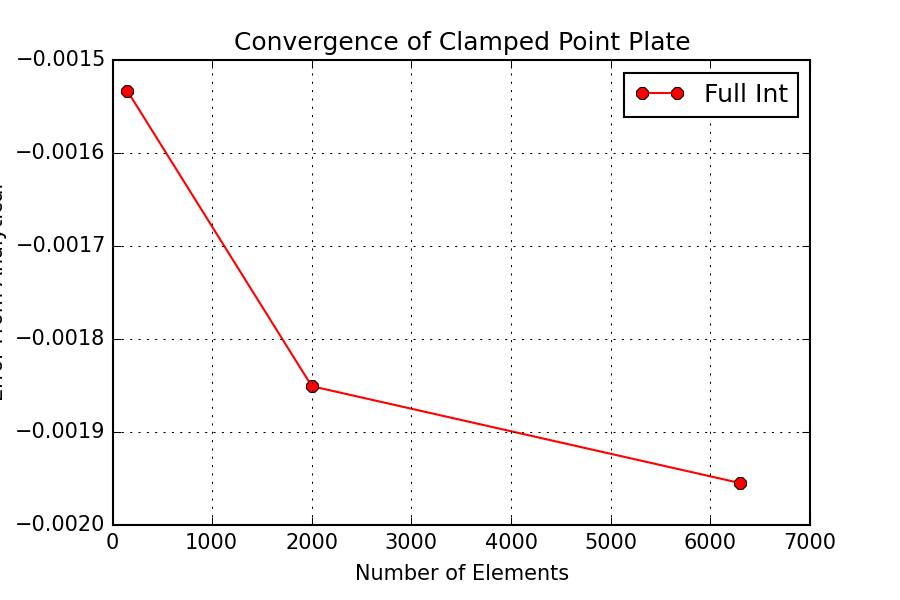 Convergence of Clamped Point Plate
Full Int
−0.0015
−0.0016
−0.0017
−0.0018
−0.0019
−0.0020
0 1000 2000 3000 4000 5000 6000 7000
Number of Elements